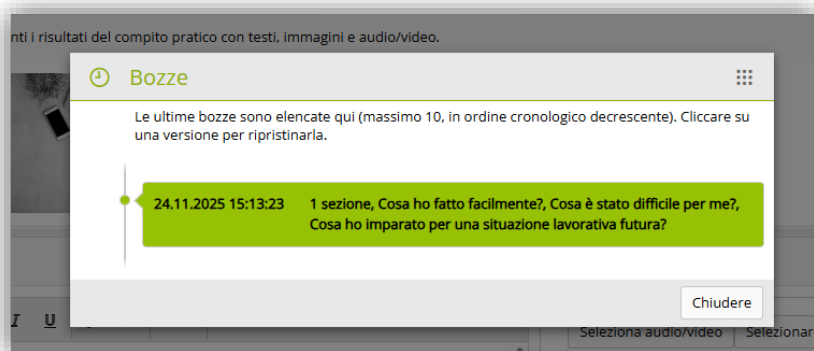 nti i risultati del compito pratico con testi, immagini e audio/video.
Bozze
Le ultime bozze sono elencate qui (massimo 10, in ordine cronologico decrescente). Cliccare su
una versione per ripristinarla.
24.11.2025 15:13:23 1 sezione, Cosa ho fatto facilmente?, Cosa è stato difficile per me?,
Cosa ho imparato per una situazione lavorativa futura?
Chiudere
I U
Seleziona audio/video Selezionar